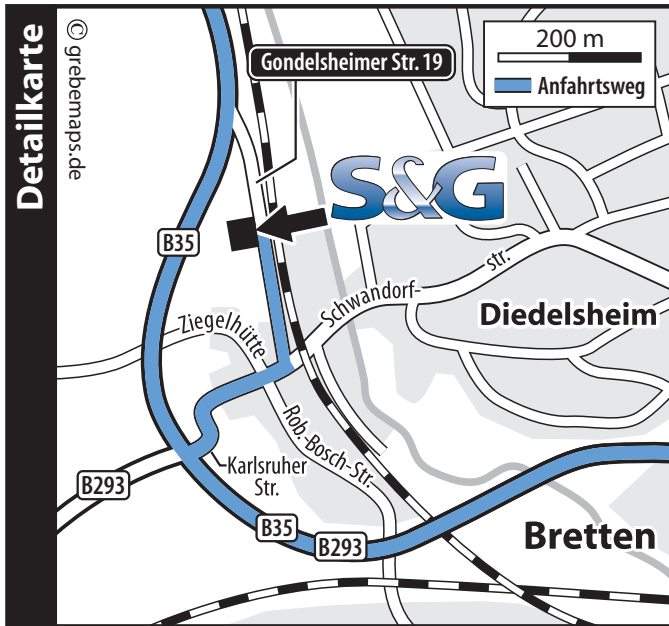 Detailkarte
© grebemaps.de
Gondelsheimer Str. 19
200 m
Anfahrtsweg
S&G
B35
Ziegelhütte
Schwandorf-
str.
Diedelsheim
Rob.-Bosch-Str.
Karlsruher
Str.
B293
B35
B293
Bretten